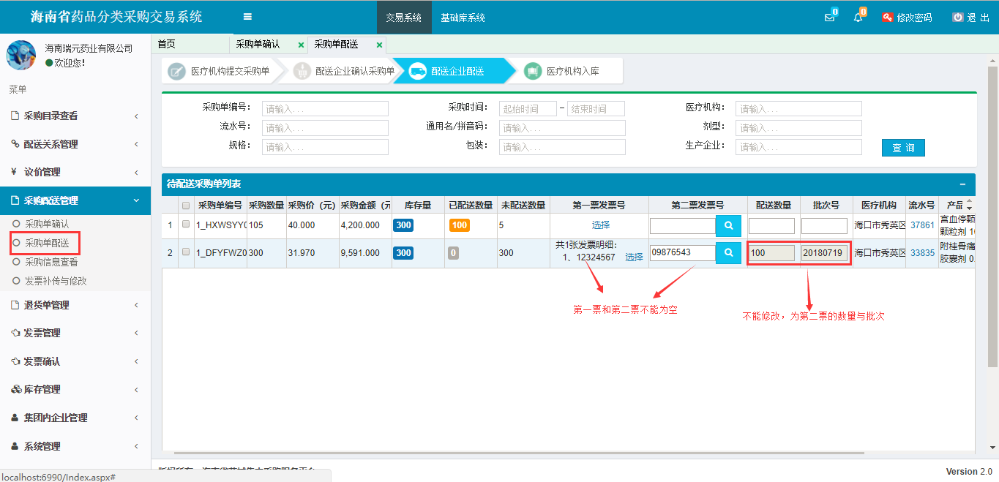 海南省药品分类采购交易系统
交易系统
基础库系统
0
0
修改密码
退 出
海南瑞元药业有限公司
欢迎您!
菜单
采购目录查看
配送关系管理
议价管理
采购配送管理
采购单确认
采购单配送
采购信息查看
发票补传与修改
退货单管理
发票管理
发票确认
库存管理
集团内企业管理
系统管理
首页
采购单确认
采购单配送
医疗机构提交采购单
配送企业确认采购单
配送企业配送
医疗机构入库
采购单编号: 请输入... 采购时间: 起始时间 - 结束时间 医疗机构: 请输入...
流水号: 请输入... 通用名/拼音码: 请输入... 剂型: 请输入...
规格: 请输入... 包装: 请输入... 生产企业: 请输入... 查 询
待配送采购单列表
采购单编号 采购数量 采购价（元） 采购金额（元 库存量 已配送数量 未配送数量 第一票发票号 第二票发票号 配送数量 批次号 医疗机构 流水号 产品
1 1_HXWSYY 105 40.000 4,200.000 300 100 5 选择 海口市秀英区 37861 宫血停颗
颗粒剂 1
2 1_DFYFWZ0 300 31.970 9,591.000 300 0 300 共1张发票明细: 1、12324567 选择 09876543 100 20180719 海口市秀英区 33835 附桂骨痛
胶囊剂 0.
第一票和第二票不能为空
不能修改，为第二票的数量与批次
Version 2.0
localhost:6990/Index.aspx#